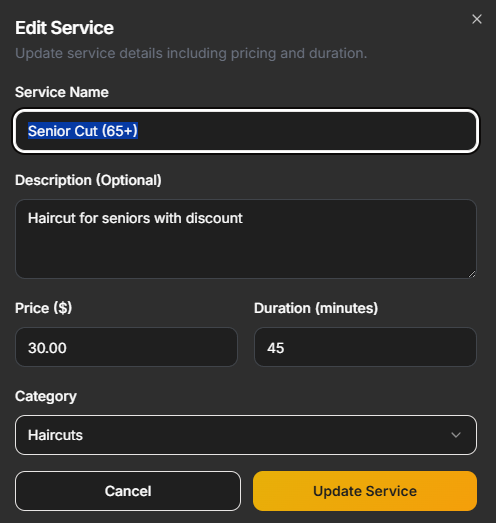 Edit Service
Update service details including pricing and duration.
Service Name
Senior Cut (65+)
Description (Optional)
Haircut for seniors with discount
Price ($)
Duration (minutes)
30.00
45
Category
Haircuts
Cancel
Update Service